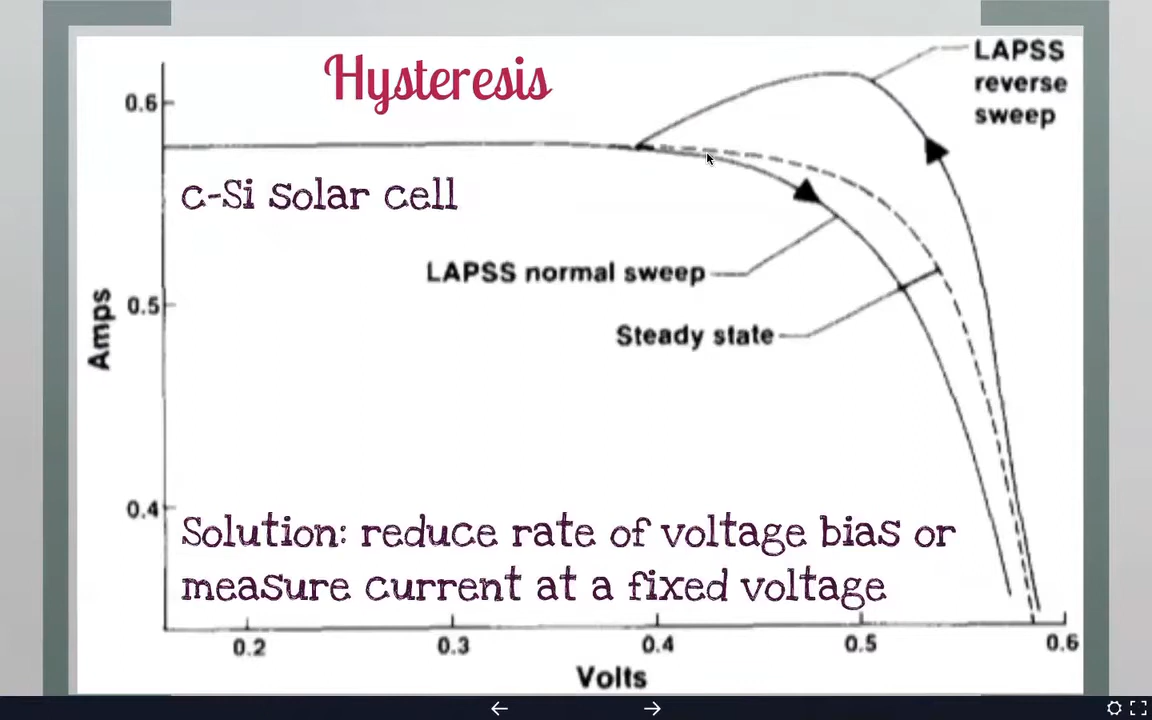 Hysteresis
LAPSS
reverse
sweep
0.6
c-Si solar cell
LAPSS normal sweep
0.5
Amps
Steady state
0.4
Solution: reduce rate of voltage bias or
measure current at a fixed voltage
0.2 0.3 0.4 0.5 0.6
Volts